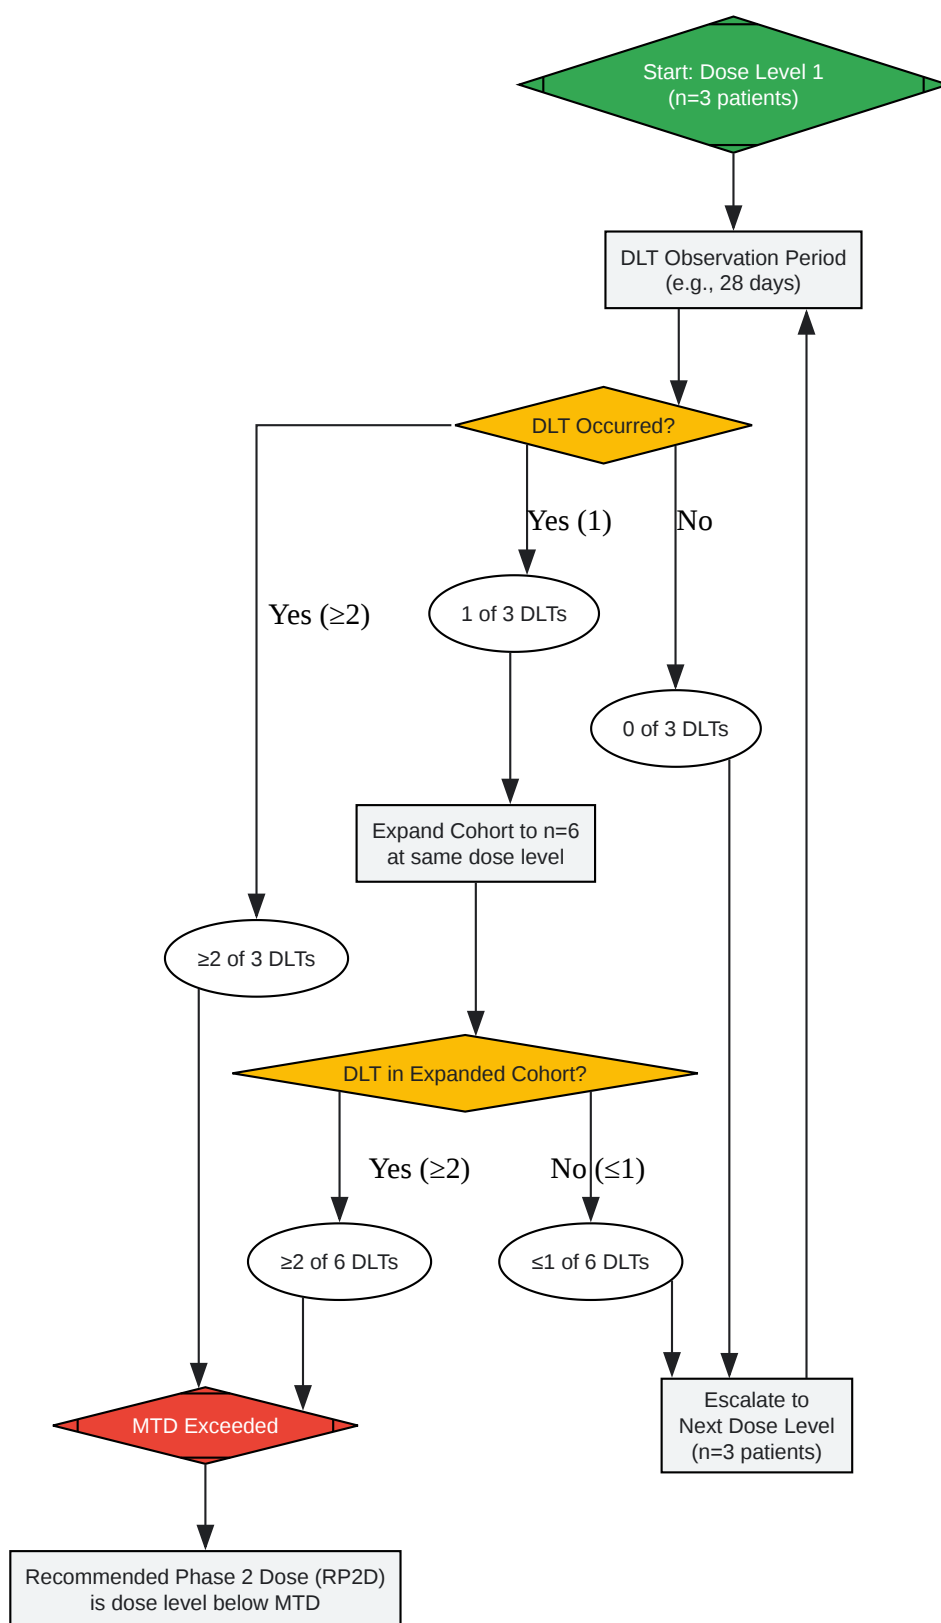 Start: Dose Level 1
(n=3 patients)
DLT Observation Period
(e.g., 28 days)
DLT Occurred?
Yes (1)
No
Yes (≥2)
1 of 3 DLTs
0 of 3 DLTs
Expand Cohort to n=6
at same dose level
≥2 of 3 DLTs
DLT in Expanded Cohort?
Yes (≥2)
No (≤1)
≥2 of 6 DLTs
≤1 of 6 DLTs
MTD Exceeded
Escalate to
Next Dose Level
(n=3 patients)
Recommended Phase 2 Dose (RP2D)
is dose level below MTD